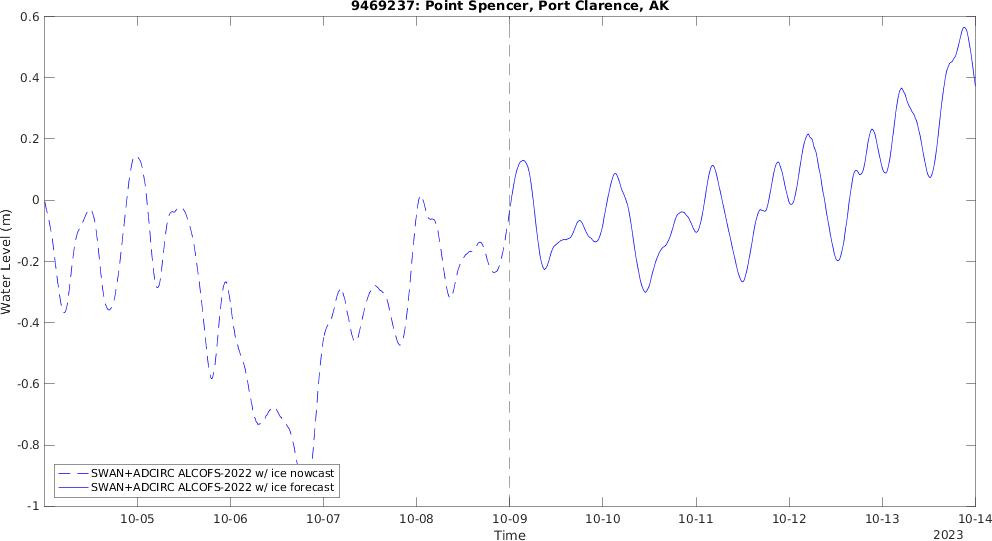 9469237: Point Spencer, Port Clarence, AK
0.6
0.4
0.2
0
-0.2
-0.4
-0.6
-0.8
-1
Water Level (m)
SWAN+ADCIRC ALCOFS-2022 w/ ice nowcast
SWAN+ADCIRC ALCOFS-2022 w/ ice forecast
10-05 10-06 10-07 10-08 10-09 10-10 10-11 10-12 10-13 10-14
Time
2023